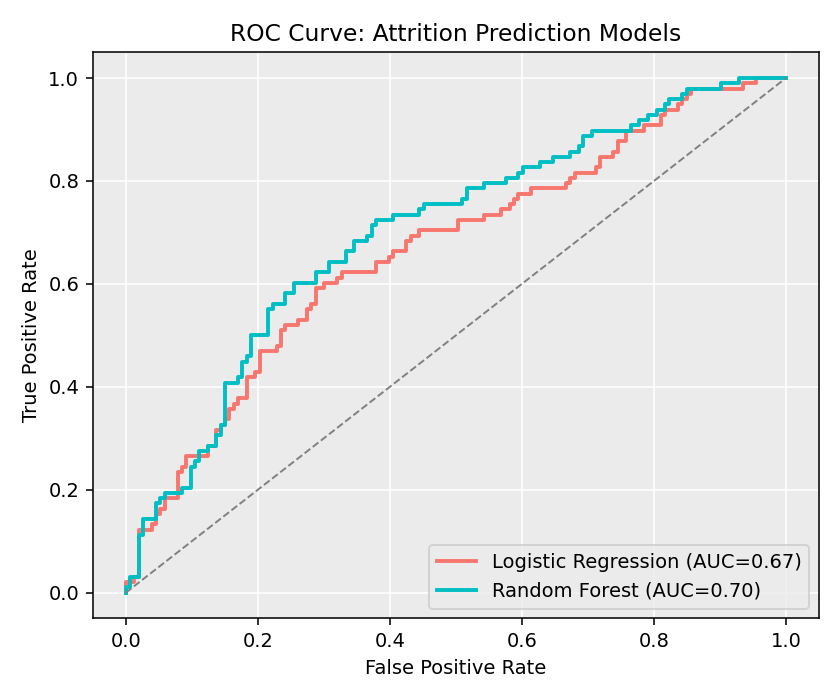 ROC Curve: Attrition Prediction Models
1.0
0.8
0.6
0.4
0.2
0.0
True Positive Rate
Logistic Regression (AUC=0.67)
Random Forest (AUC=0.70)
0.0 0.2 0.4 0.6 0.8 1.0
False Positive Rate